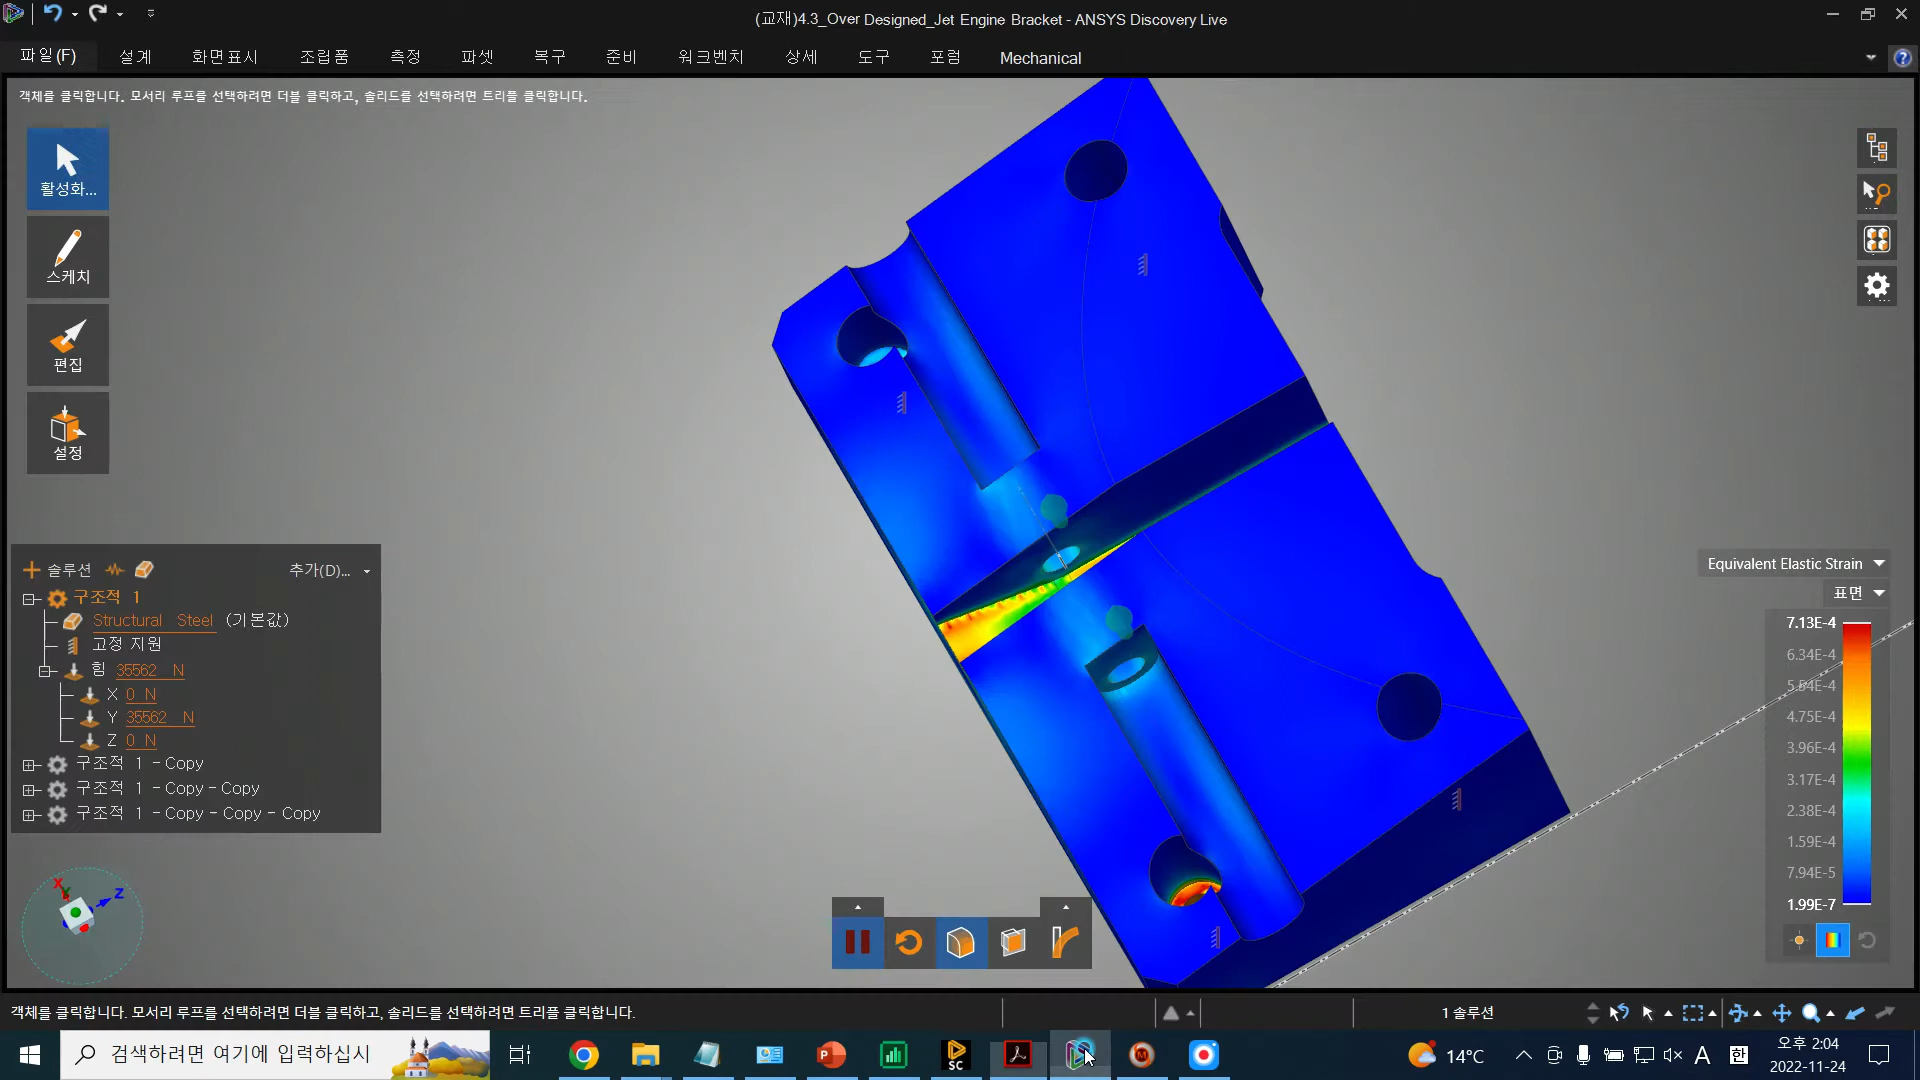 (교재)4.3_Over Designed_Jet Engine Bracket - ANSYS Discovery Live
파일(F) 설계 화면표시 조립품 측정 파셋 복구 준비 워크벤치 상세 도구 포럼 Mechanical
객체를 클릭합니다. 모서리 루프를 선택하려면 더블 클릭하고, 솔리드를 선택하려면 트리플 클릭합니다.
활성화...
스케치
편집
설정
솔루션 추가(D)...
구조적 1
Structural Steel (기본값)
고정 지원
힘 35562 N
X 0 N
Y 35562 N
Z 0 N
구조적 1 - Copy
구조적 1 - Copy - Copy
구조적 1 - Copy - Copy - Copy
X
Y
Z
Equivalent Elastic Strain
표면
7.13E-4
6.34E-4
5.54E-4
4.75E-4
3.96E-4
3.17E-4
2.38E-4
1.59E-4
7.94E-5
1.99E-7
객체를 클릭합니다. 모서리 루프를 선택하려면 더블 클릭하고, 솔리드를 선택하려면 트리플 클릭합니다. 1 솔루션
검색하려면 여기에 입력하십시
SC
14°C
A
한
오후 2:04
2022-11-24